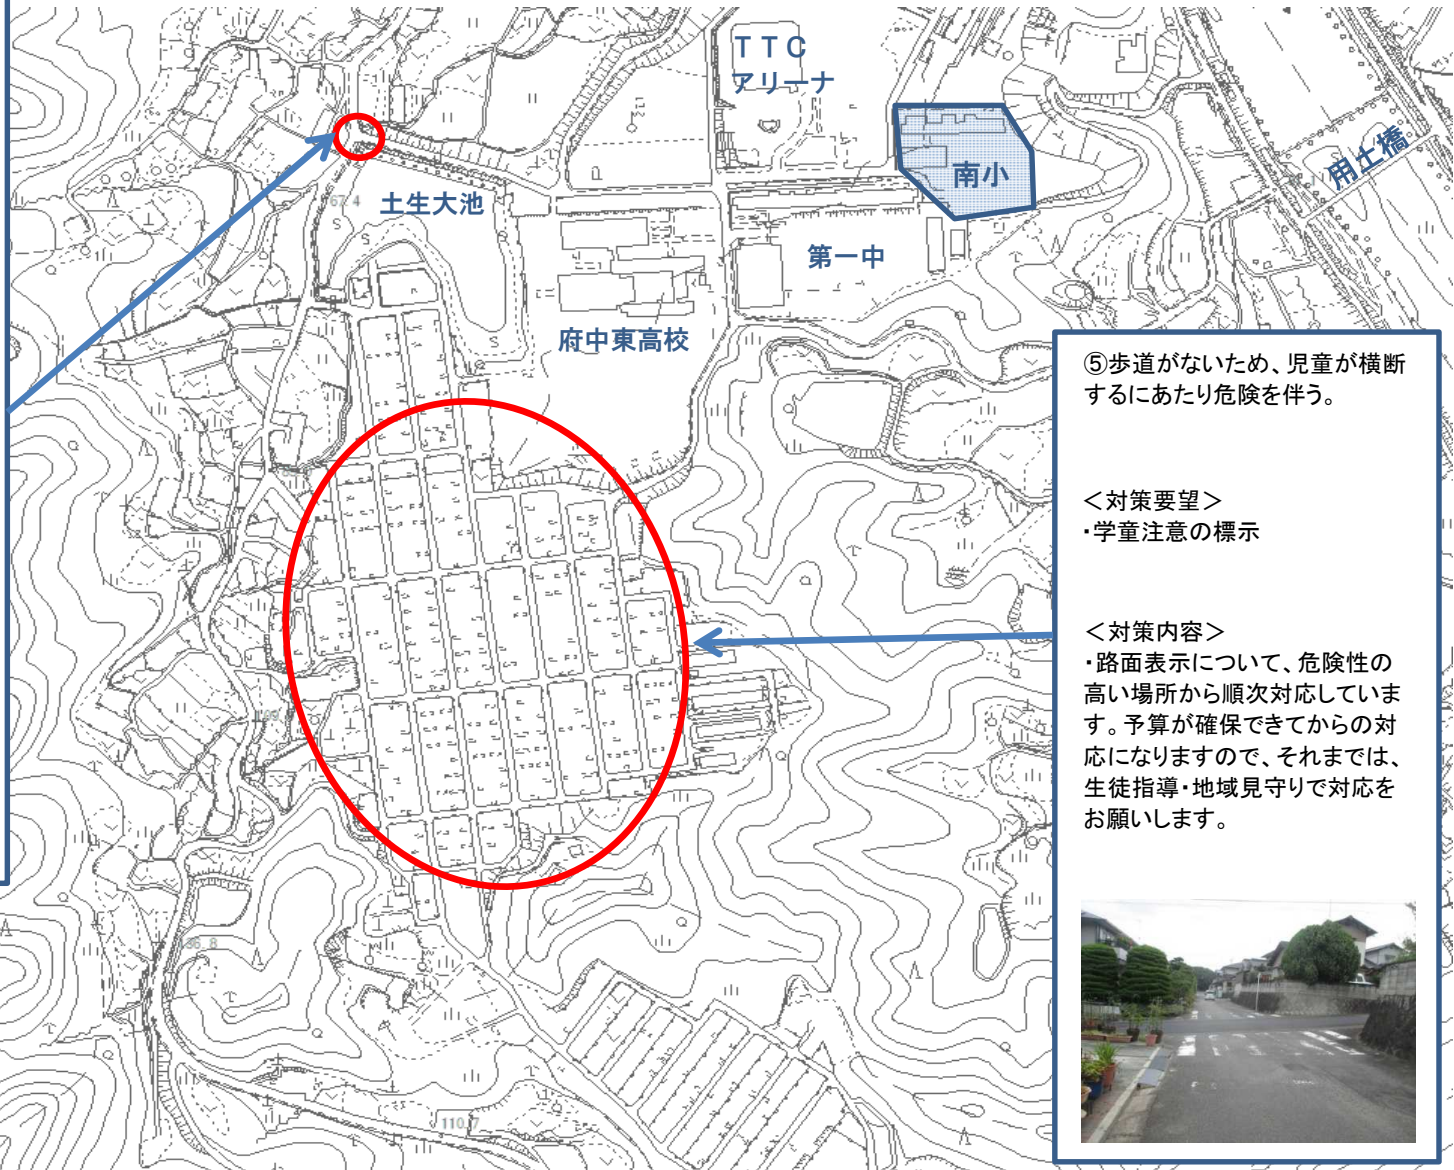 TTC
アリーナ
南小
用土橋
土生大池
第一中
府中東高校
67.4
110.7
⑤歩道がないため、児童が横断
するにあたり危険を伴う。
<対策要望>
・学童注意の標示
<対策内容>
・路面表示について、危険性の
高い場所から順次対応していま
す。予算が確保できてからの対
応になりますので、それまでは、
生徒指導・地域見守りで対応を
お願いします。